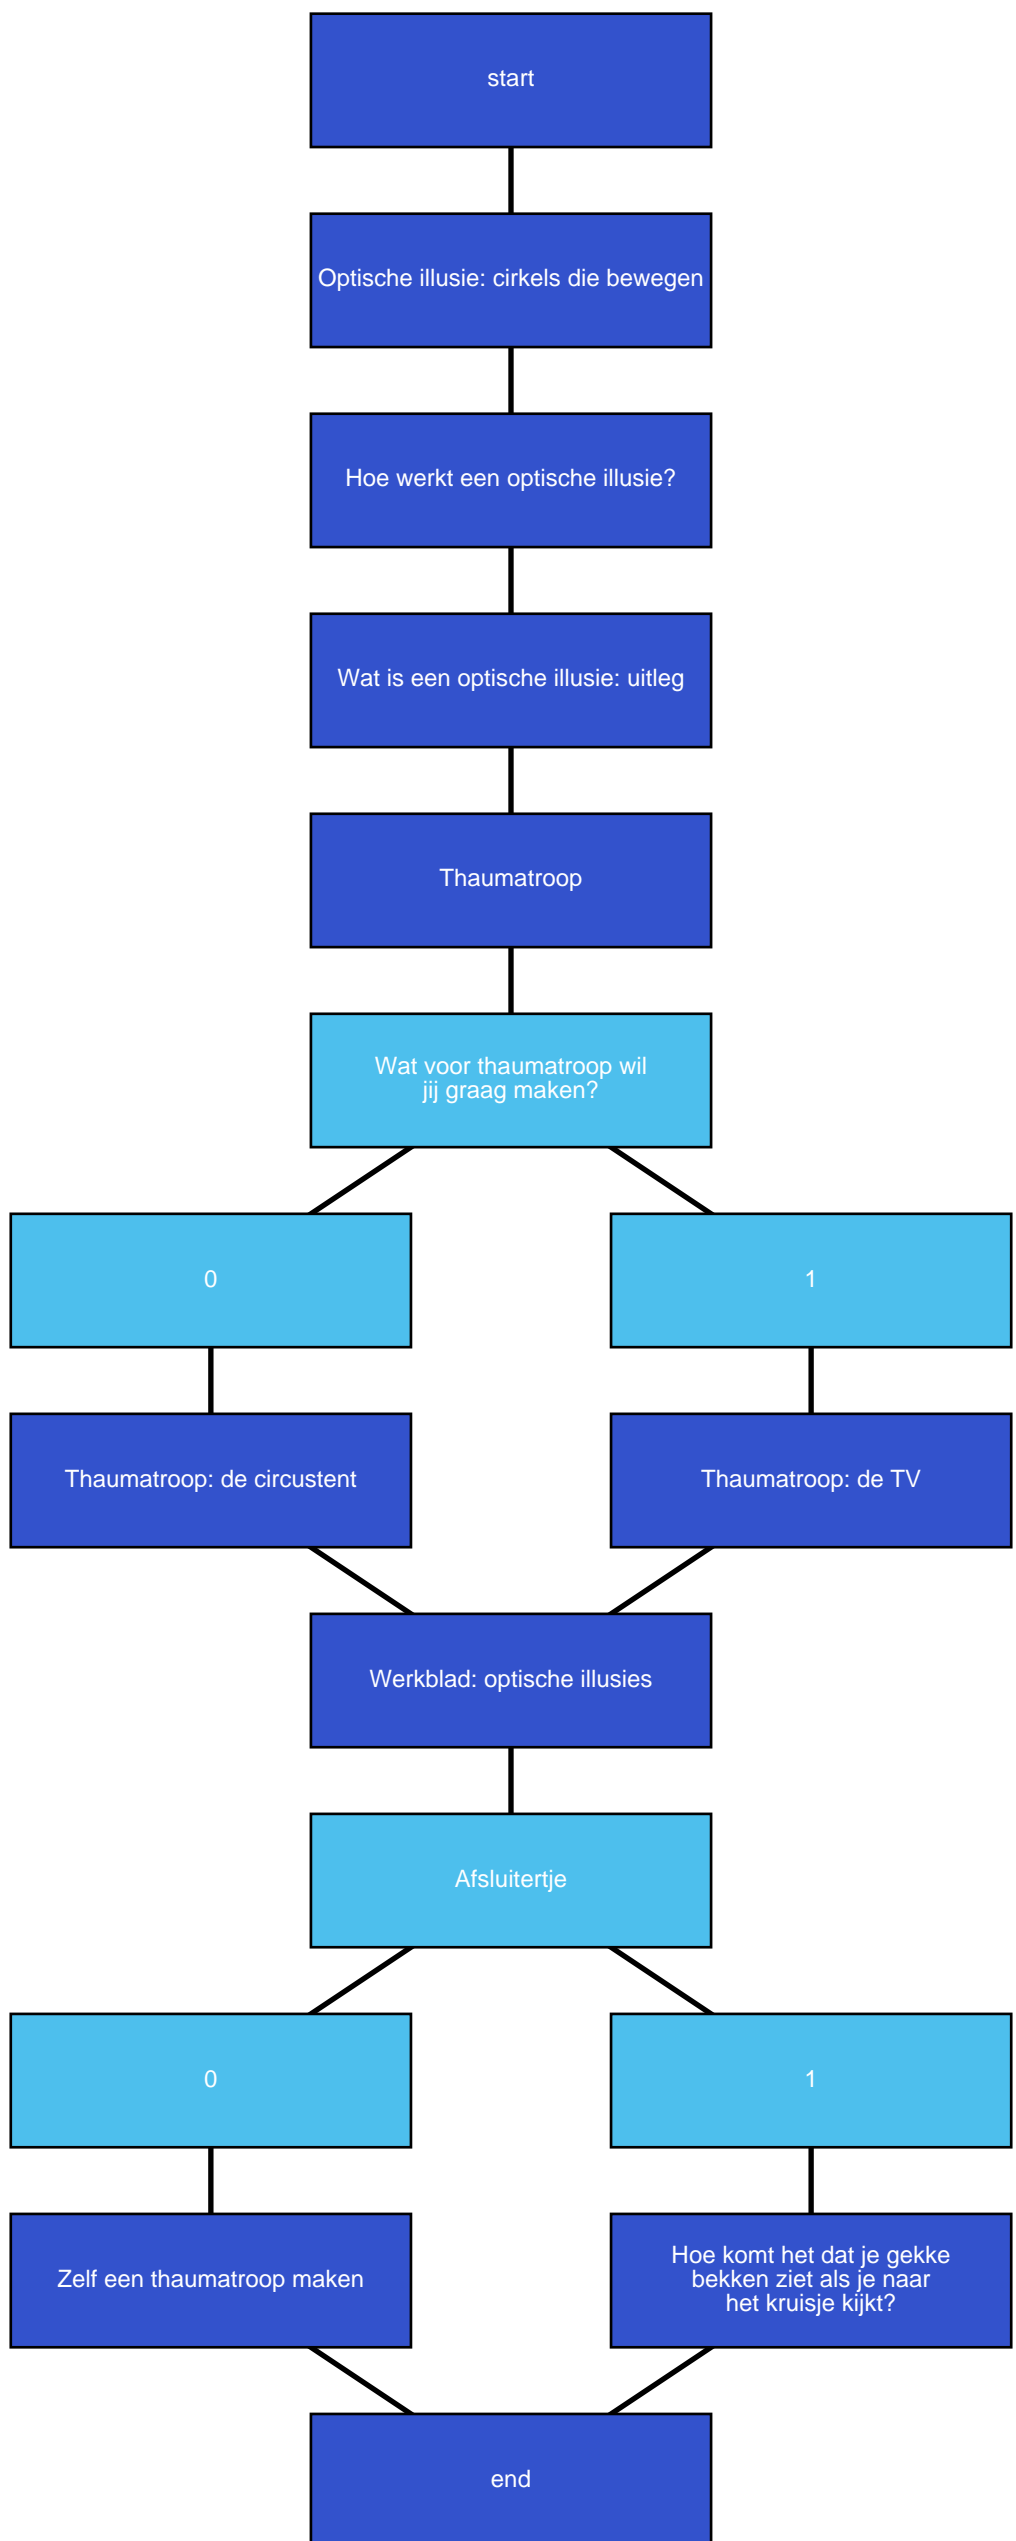 start
Optische illusie: cirkels die bewegen
Hoe werkt een optische illusie?
Wat is een optische illusie: uitleg
Thaumatroop
Wat voor thaumatroop wil
jij graag maken?
0
1
Thaumatroop: de circustent
Thaumatroop: de TV
Werkblad: optische illusies
Afsluitertje
0
1
Zelf een thaumatroop maken
Hoe komt het dat je gekke
bekken ziet als je naar
het kruisje kijkt?
end